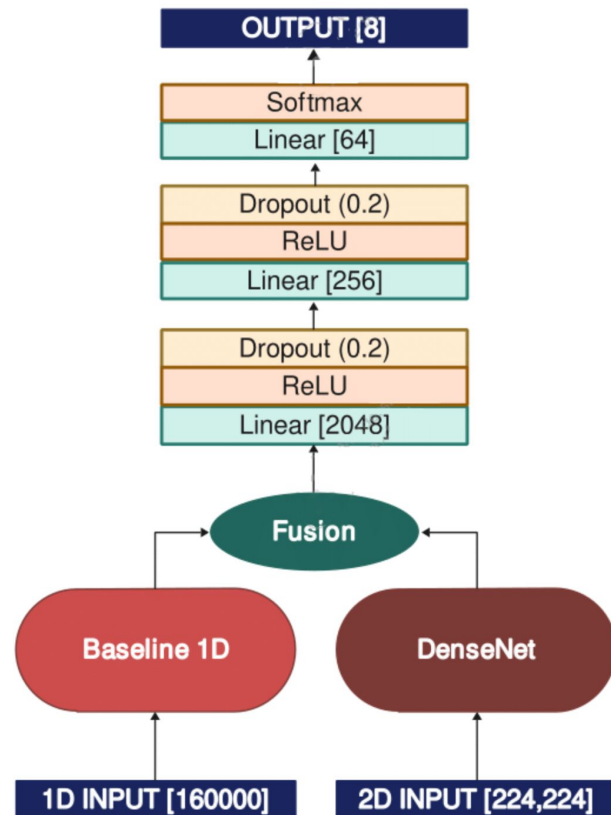 OUTPUT [8]
Softmax
Linear [64]
Dropout (0.2)
ReLU
Linear [256]
Dropout (0.2)
ReLU
Linear [2048]
Fusion
Baseline 1D
DenseNet
1D INPUT [160000]
2D INPUT [224,224]